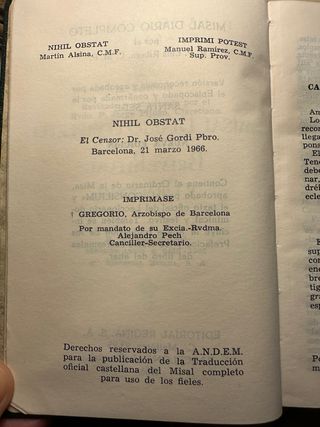 NIHIL OBSTAT
Martín Alsina, C.M.F.
IMPRIMI POTEST
Manuel Ramírez, C.M.F.
Sup. Prov.
NIHIL OBSTAT
El Censor: Dr. José Gordi Pbro.
Barcelona, 21 marzo 1966.
IMPRIMASE
† GREGORIO, Arzobispo de Barcelona
Por mandato de su Excia.-Rvdma.
Alejandro Pech
Canciller-Secretario.
Derechos reservados a la A.N.D.E.M.
para la publicación de la Traducción
oficial castellana del Misal completo
para uso de los fieles.